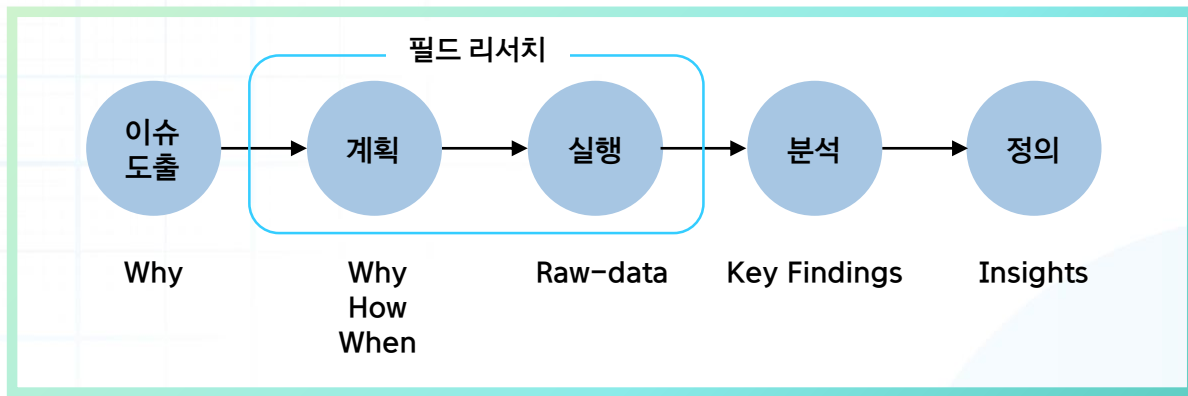 필드 리서치
이슈
도출
계획
실행
분석
정의
Why
Why
How
When
Raw-data
Key Findings
Insights